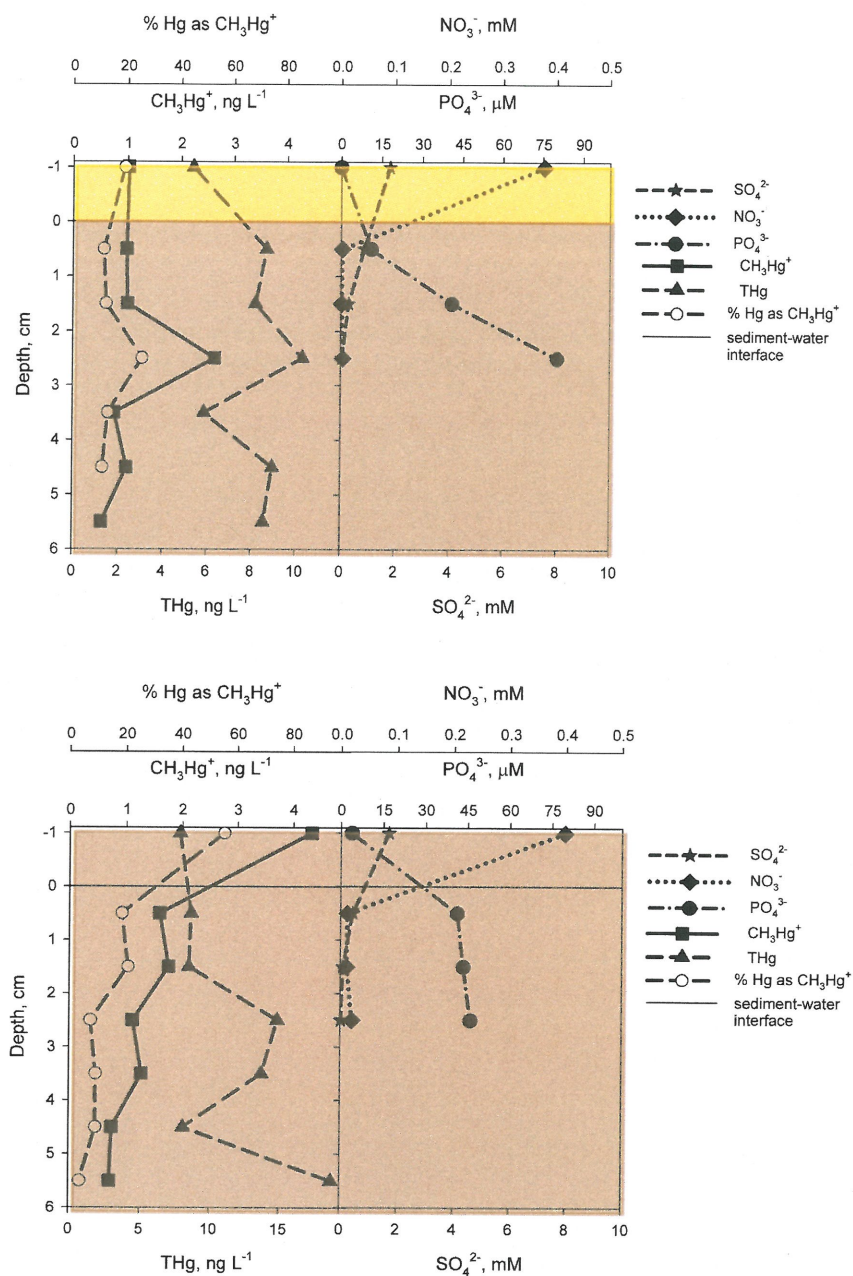 % Hg as CH₃Hg⁺ NO₃⁻, mM
0 20 40 60 80 0.0 0.1 0.2 0.3 0.4 0.5
CH₃Hg⁺, ng L⁻¹ PO₄³⁻, µM
0 1 2 3 4 0 15 30 45 60 75 90
-1
0
1
2
3
4
5
6
Depth, cm
0 2 4 6 8 10 0 2 4 6 8 10
THg, ng L⁻¹ SO₄²⁻, mM
SO₄²⁻
NO₃⁻
PO₄³⁻
CH₃Hg⁺
THg
% Hg as CH₃Hg⁺
sediment-water
interface
% Hg as CH₃Hg⁺ NO₃⁻, mM
0 20 40 60 80 0.0 0.1 0.2 0.3 0.4 0.5
CH₃Hg⁺, ng L⁻¹ PO₄³⁻, µM
0 1 2 3 4 0 15 30 45 60 75 90
-1
0
1
2
3
4
5
6
Depth, cm
0 5 10 15 0 2 4 6 8 10
THg, ng L⁻¹ SO₄²⁻, mM
SO₄²⁻
NO₃⁻
PO₄³⁻
CH₃Hg⁺
THg
% Hg as CH₃Hg⁺
sediment-water
interface